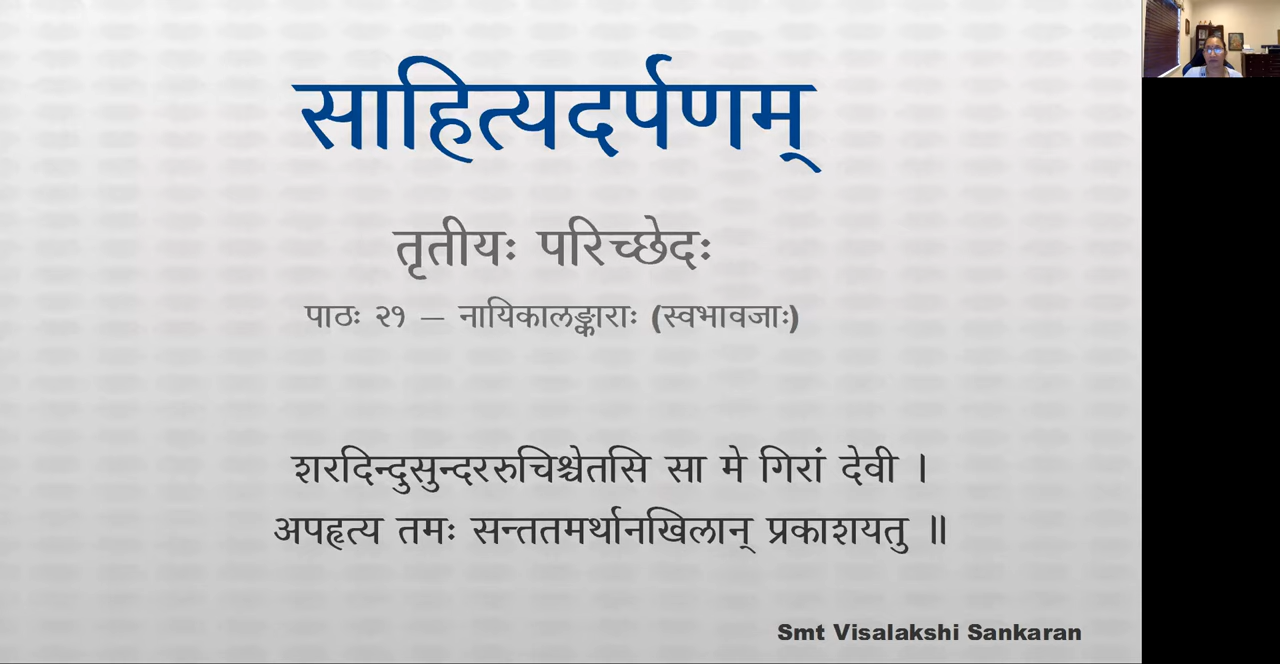 साहित्यदर्पणम्
तृतीयः परिच्छेदः
पाठः २१ – नायिकालङ्काराः (स्वभावजाः)
शरदिन्दुसुन्दररुचिश्चेतसि सा मे गिरां देवी ।
अपहृत्य तमः सन्ततमर्थानखिलान् प्रकाशयतु ॥
Smt Visalakshi Sankaran